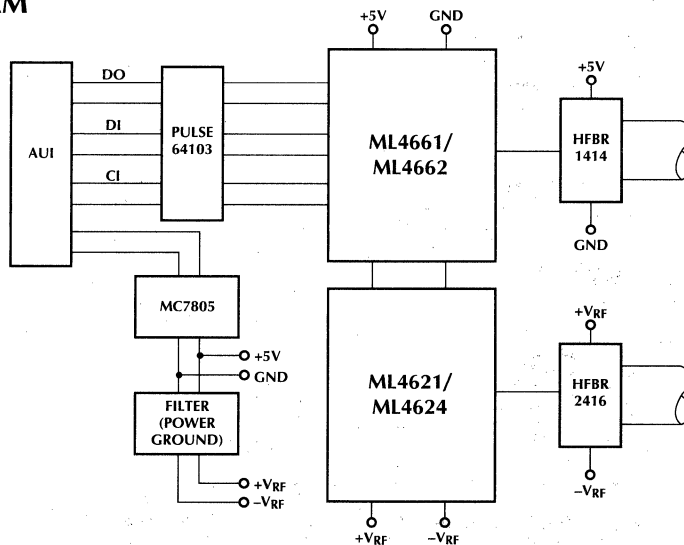 +5V
GND
+5V
AUI
DO
DI
CI
PULSE
64103
ML4661/
ML4662
HFBR
1414
GND
MC7805
+5V
GND
FILTER
(POWER
GROUND)
+VRF
–VRF
ML4621/
ML4624
+VRF
HFBR
2416
–VRF
+VRF
–VRF